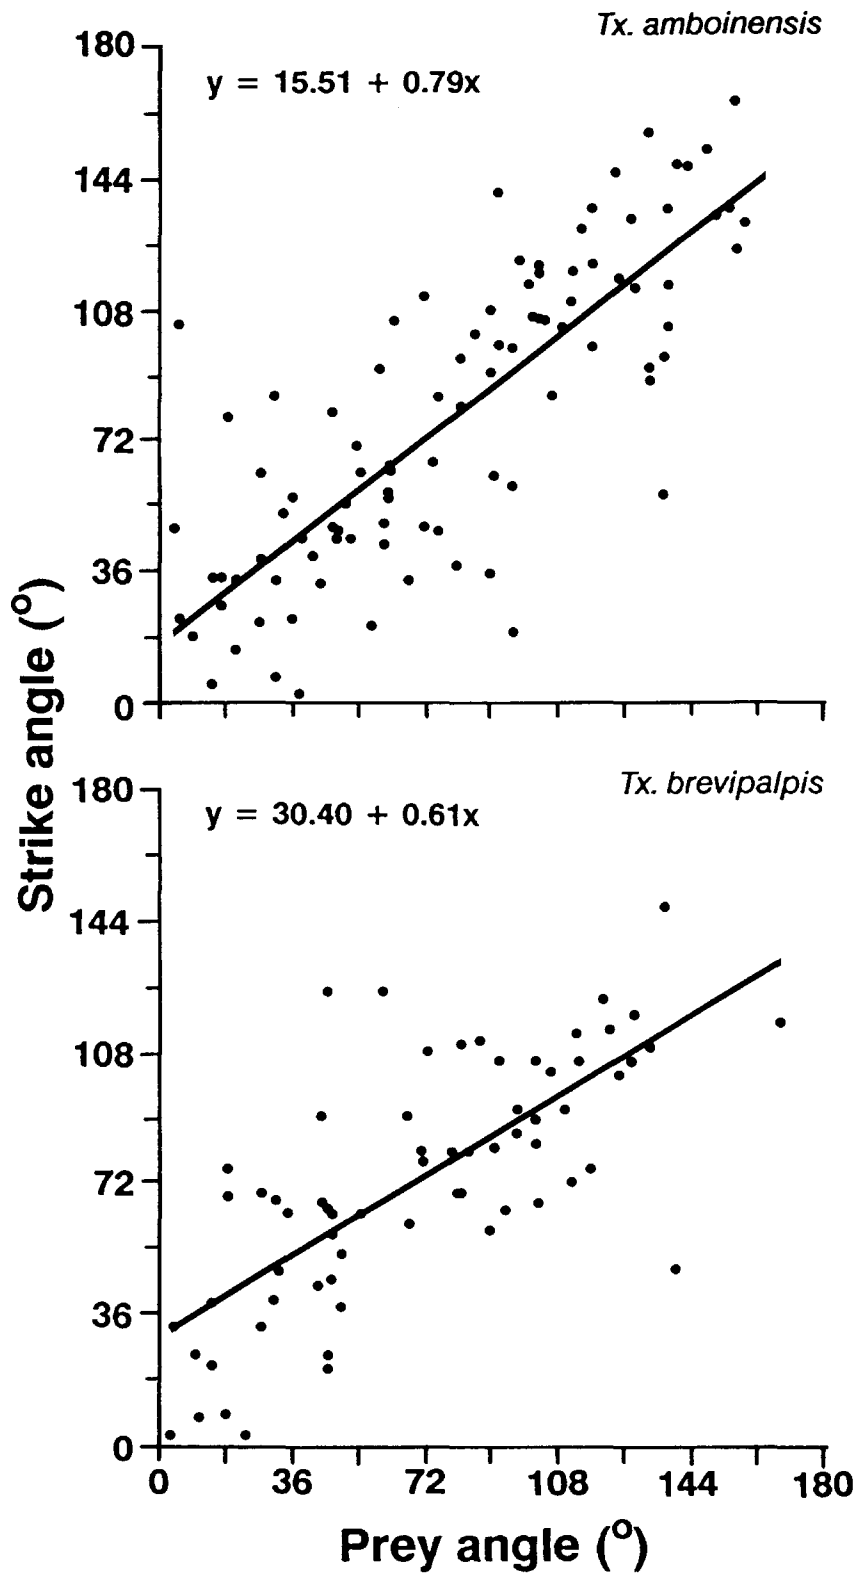 Tx. amboinensis
180
y = 15.51 + 0.79x
144
108
72
36
0
Strike angle (°)
Tx. brevipalpis
180
y = 30.40 + 0.61x
144
108
72
36
0
0 36 72 108 144 180
Prey angle (°)